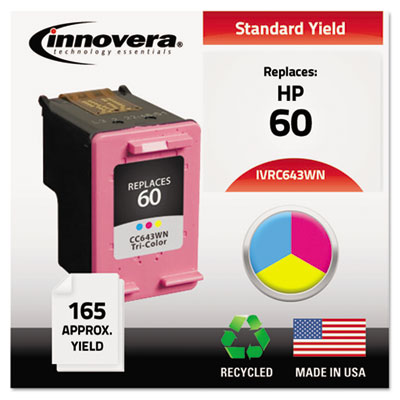 innovera®
technology essentials
Standard Yield
Replaces:
HP
60
IVRC643WN
REPLACES
60
CC643WN
Tri-Color
165
APPROX.
YIELD
RECYCLED
MADE IN USA